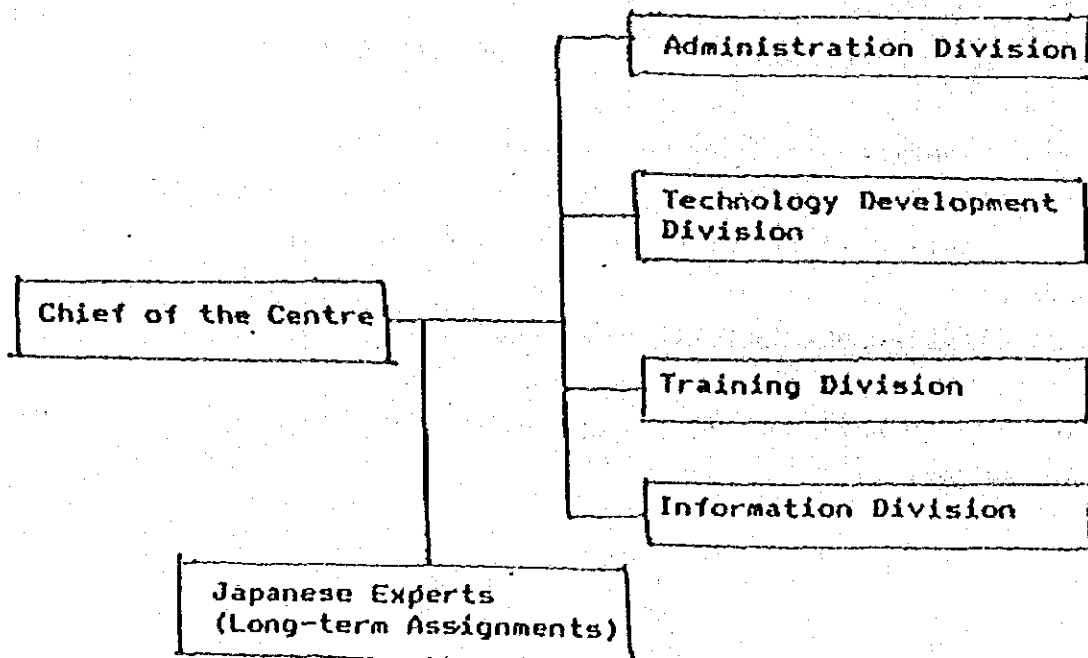 Administration Division
Technology Development
Division
Chief of the Centre
Training Division
Information Division
Japanese Experts
(Long-term Assignments)